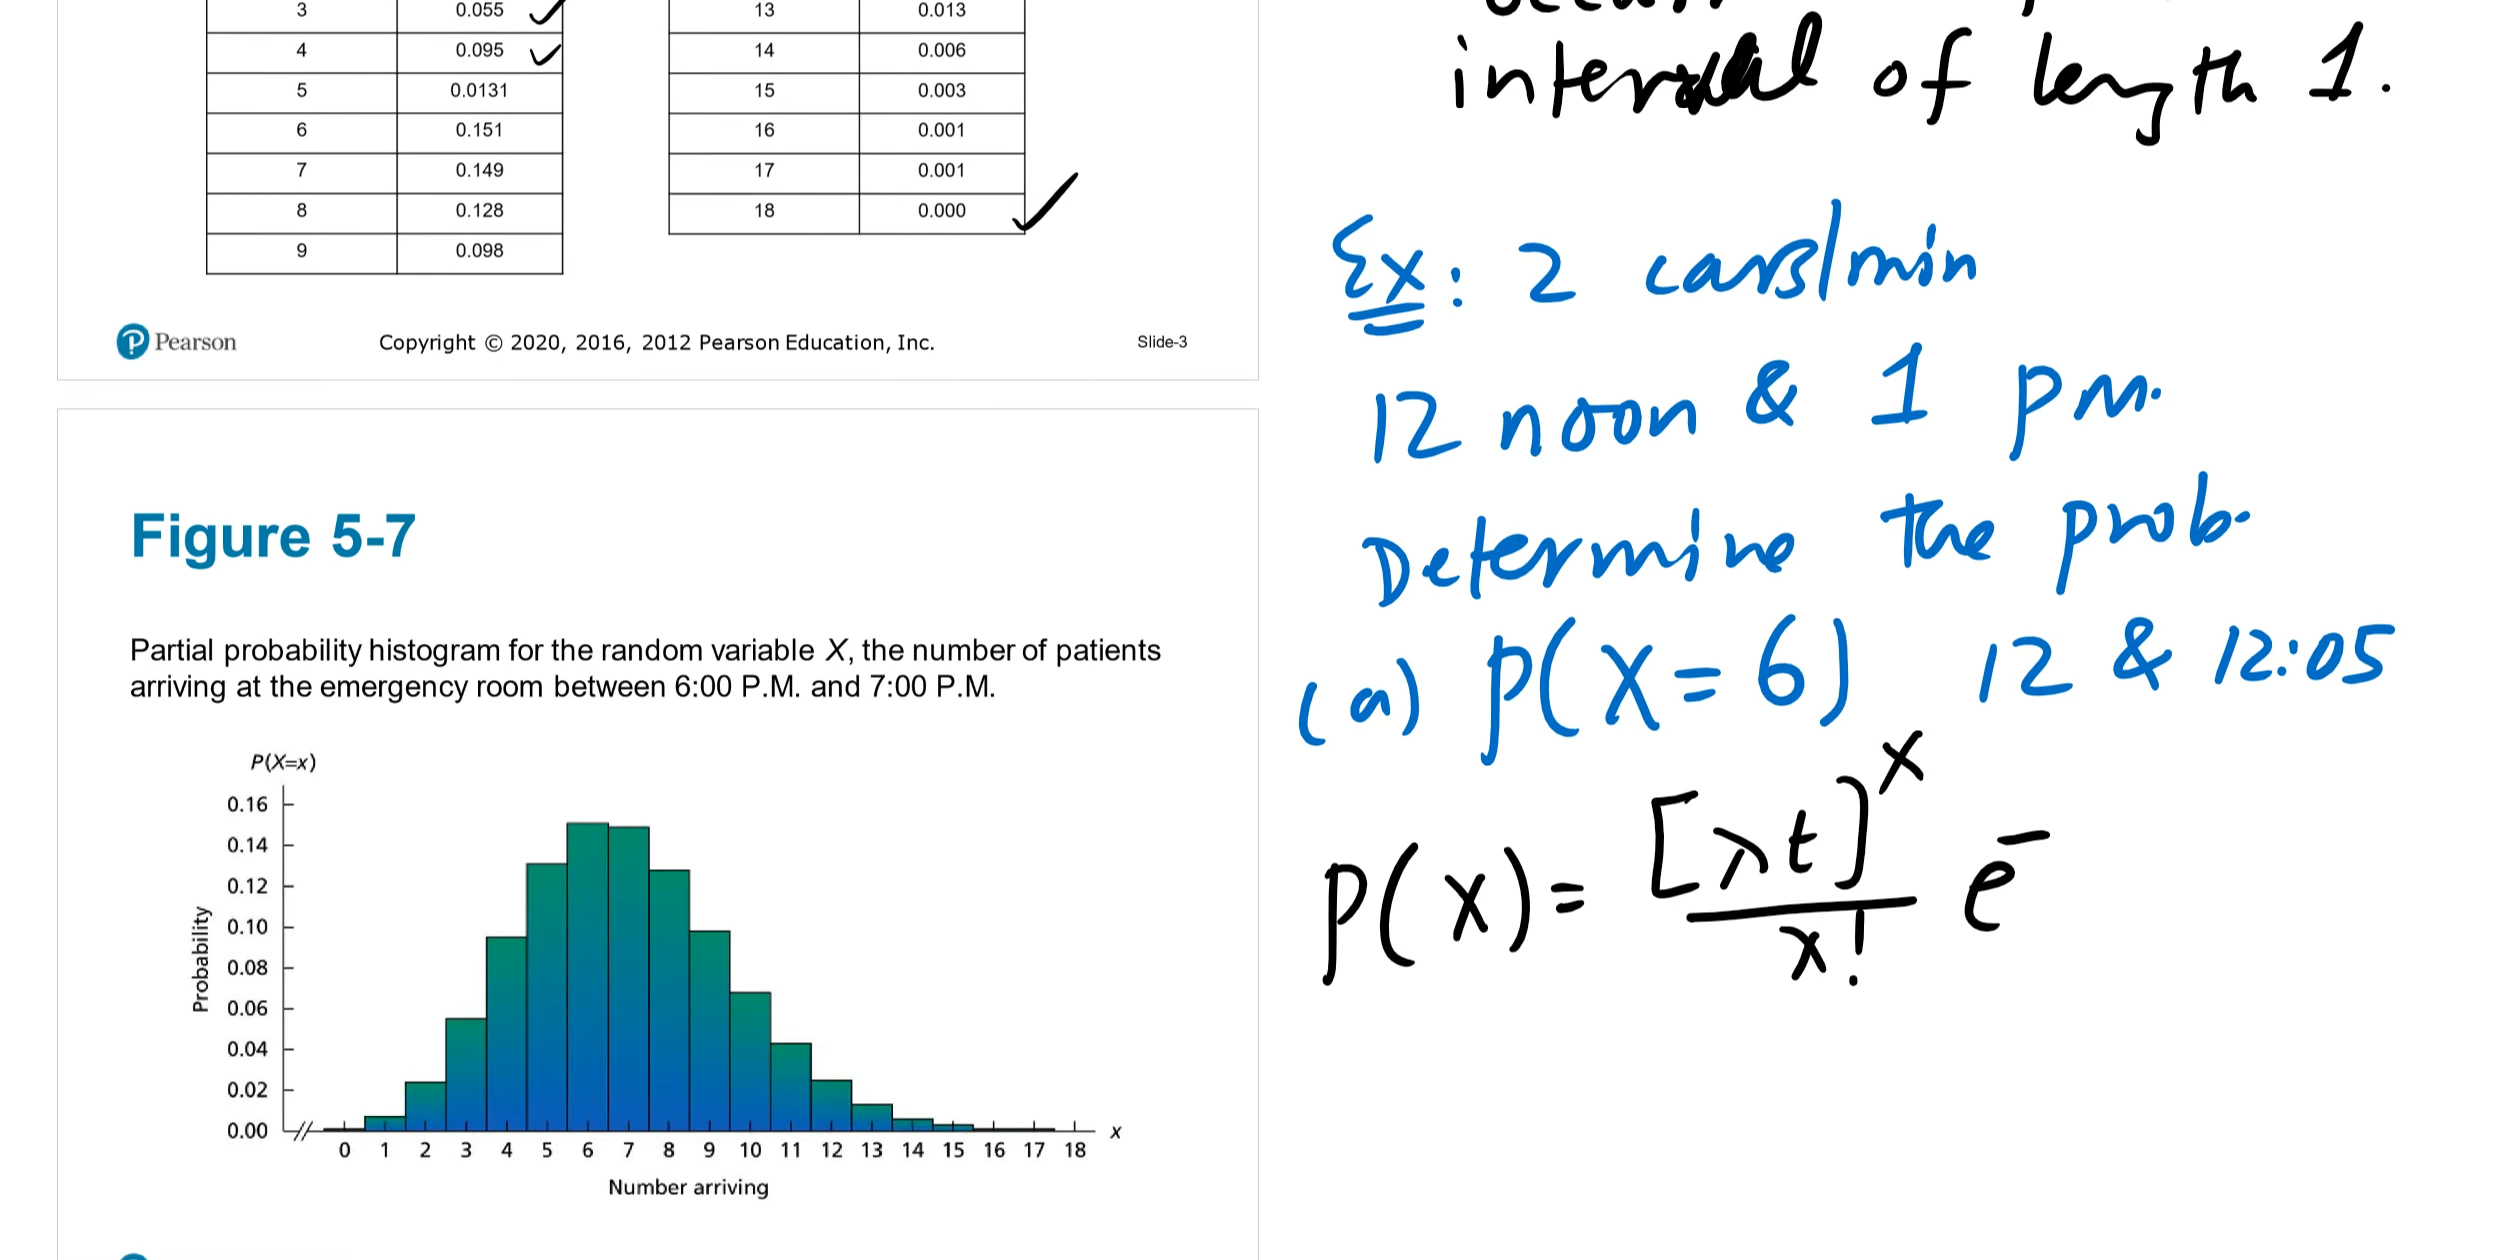 3 0.055 ✓
4 0.095 ✓
5 0.0131
6 0.151
7 0.149
8 0.128
9 0.098
13 0.013
14 0.006
15 0.003
16 0.001
17 0.001
18 0.000 ✓
Pearson Copyright © 2020, 2016, 2012 Pearson Education, Inc. Slide-3
Figure 5-7
Partial probability histogram for the random variable X, the number of patients
arriving at the emergency room between 6:00 P.M. and 7:00 P.M.
P(X=x)
0.16
0.14
0.12
0.10
0.08
0.06
0.04
0.02
0.00
Probability
0 1 2 3 4 5 6 7 8 9 10 11 12 13 14 15 16 17 18 x
Number arriving
interval of length 1.
Ex: 2 cars/min
12 noon & 1 pm.
Determine the prob.
(a) P(X=6) 12 & 12:05
P(x)= [λt]^x / x! e^-